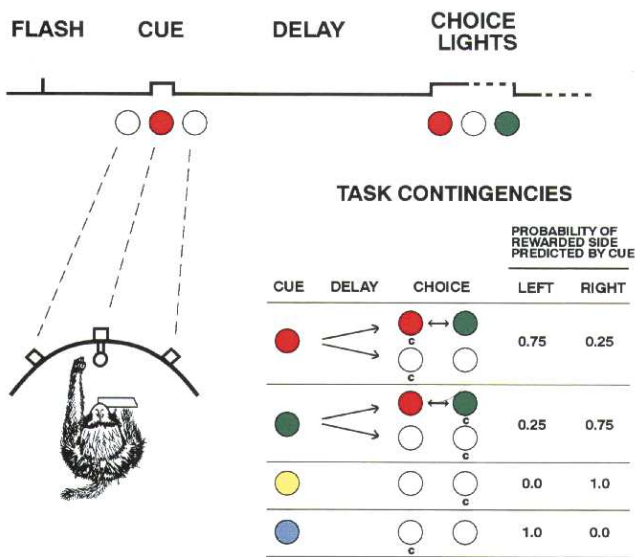 FLASH CUE DELAY CHOICE
LIGHTS
TASK CONTINGENCIES
PROBABILITY OF
REWARDED SIDE
PREDICTED BY CUE
CUE DELAY CHOICE LEFT RIGHT
c
0.75 0.25
c
c
0.25 0.75
c
0.0 1.0
c
1.0 0.0
c